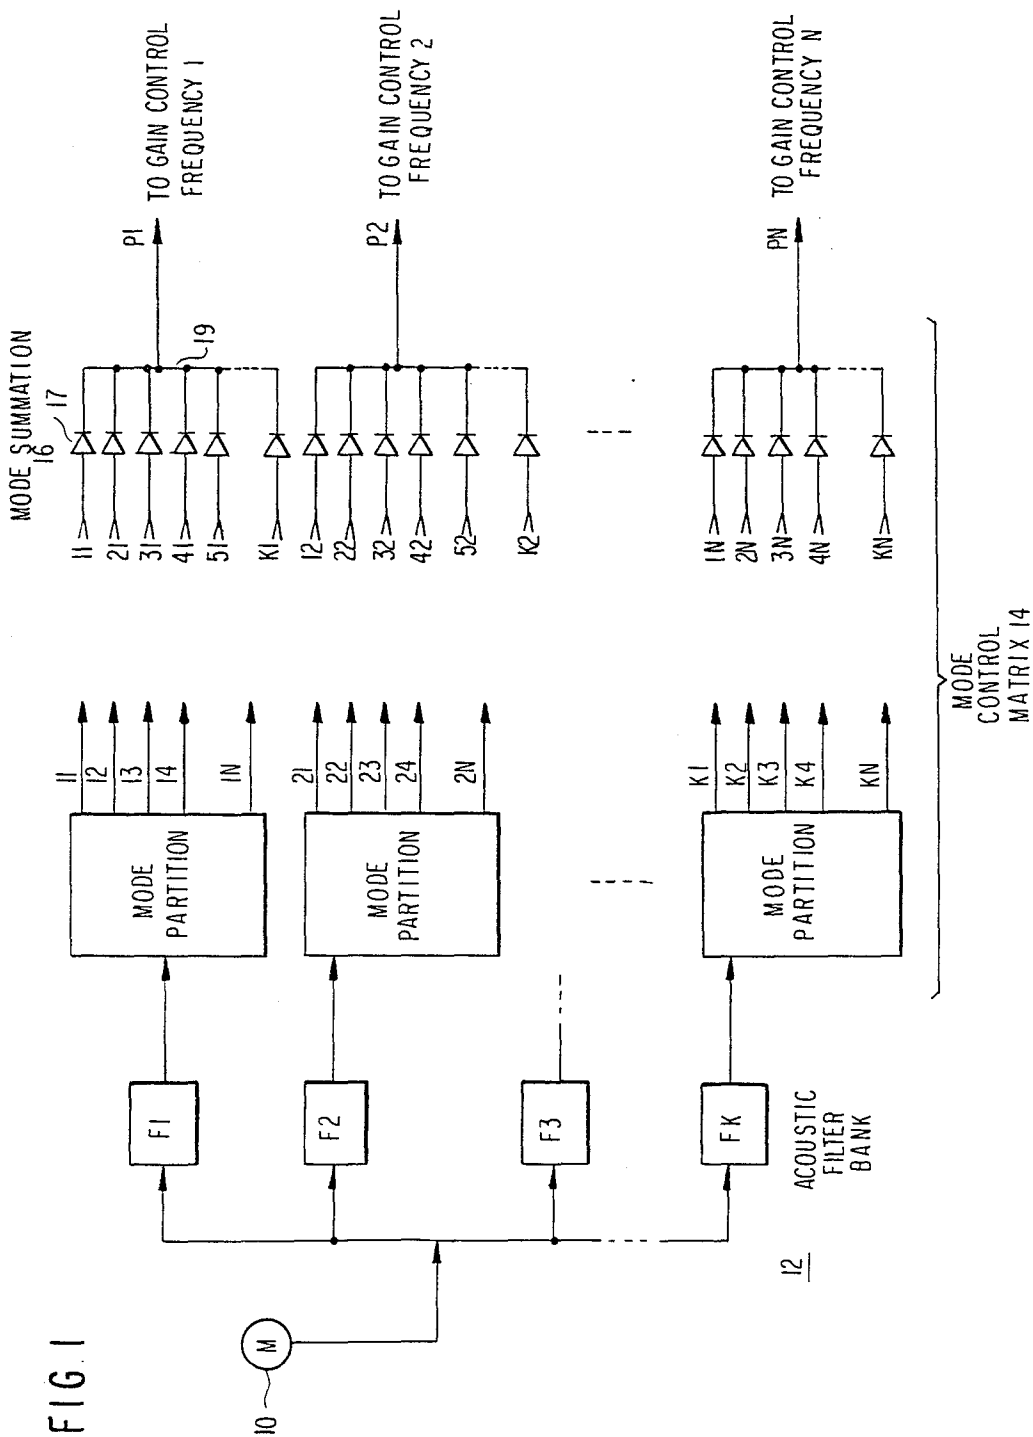 FIG. 1
MODE SUMMATION
16
17
19
11
21
31
41
51
K1
P1
TO GAIN CONTROL
FREQUENCY 1
12
22
32
42
52
K2
P2
TO GAIN CONTROL
FREQUENCY 2
1N
2N
3N
4N
KN
PN
TO GAIN CONTROL
FREQUENCY N
11
12
13
14
1N
MODE
PARTITION
21
22
23
24
2N
MODE
PARTITION
K1
K2
K3
K4
KN
MODE
PARTITION
MODE
CONTROL
MATRIX 14
F1
F2
F3
FK
ACOUSTIC
FILTER
BANK
12
M
10